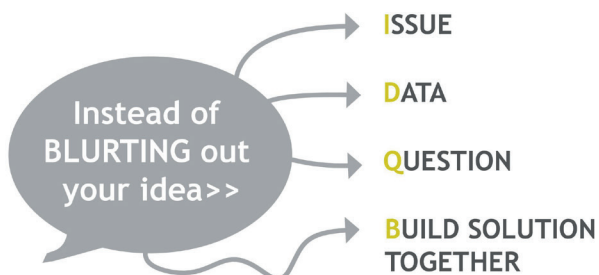 Instead of
BLURTING out
your idea>>
ISSUE
DATA
QUESTION
BUILD SOLUTION
TOGETHER